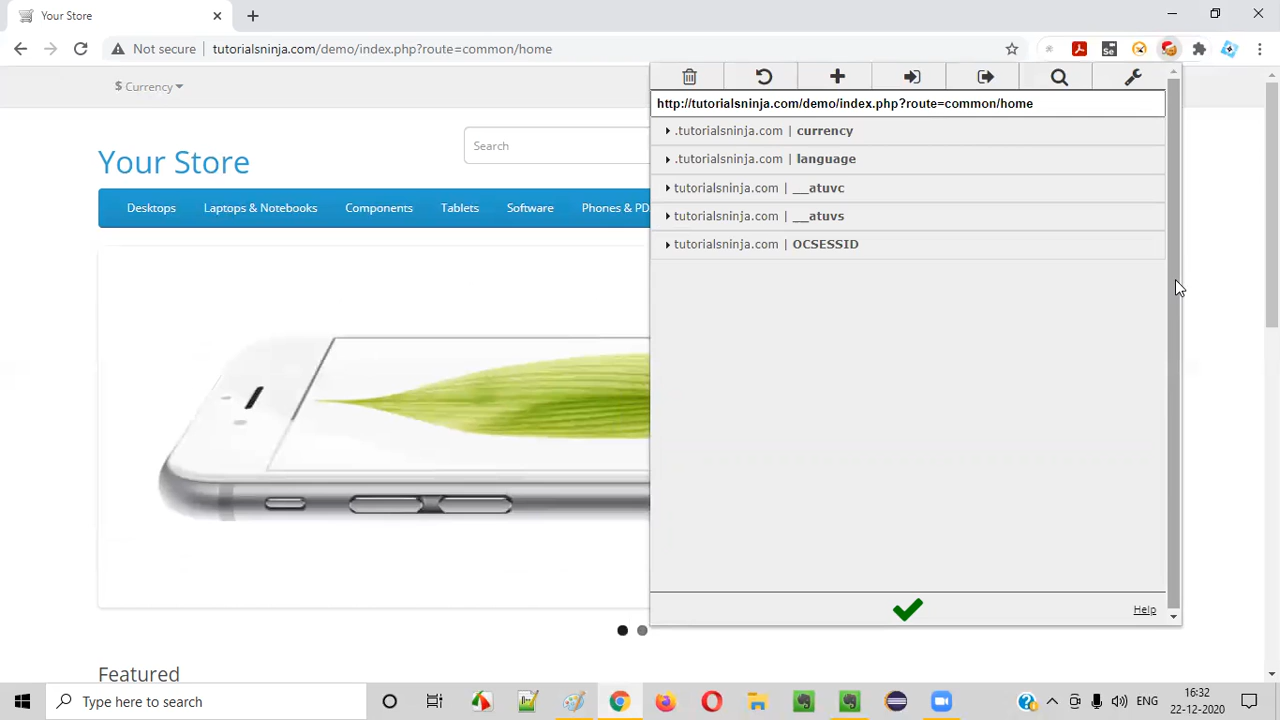 Your Store
Not secure
tutorialsninja.com/demo/index.php?route=common/home
$ Currency
http://tutorialsninja.com/demo/index.php?route=common/home
.tutorialsninja.com | currency
.tutorialsninja.com | language
tutorialsninja.com | __atuvc
tutorialsninja.com | __atuvs
tutorialsninja.com | OCSESSID
Search
Your Store
Desktops
Laptops & Notebooks
Components
Tablets
Software
Phones & PD
Help
Featured
Type here to search
ENG
16:32
22-12-2020